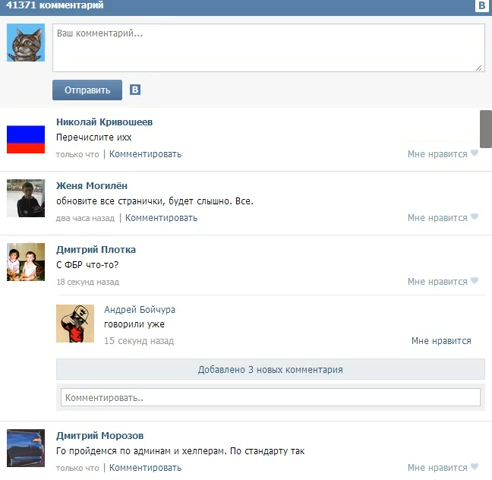 41371 комментарий
B
Ваш комментарий...
Отправить
B
Николай Кривошеев
Перечислите ихх
только что | Комментировать
Мне нравится
Женя Могилён
обновите все странички, будет слышно. Все.
два часа назад | Комментировать
Мне нравится
Дмитрий Плотка
С ФБР что-то?
18 секунд назад
Мне нравится
Андрей Бойчура
говорили уже
15 секунд назад
Мне нравится
Добавлено 3 новых комментария
Комментировать..
Дмитрий Морозов
Го пройдемся по админам и хелперам. По стандарту так
только что | Комментировать
Мне нравится